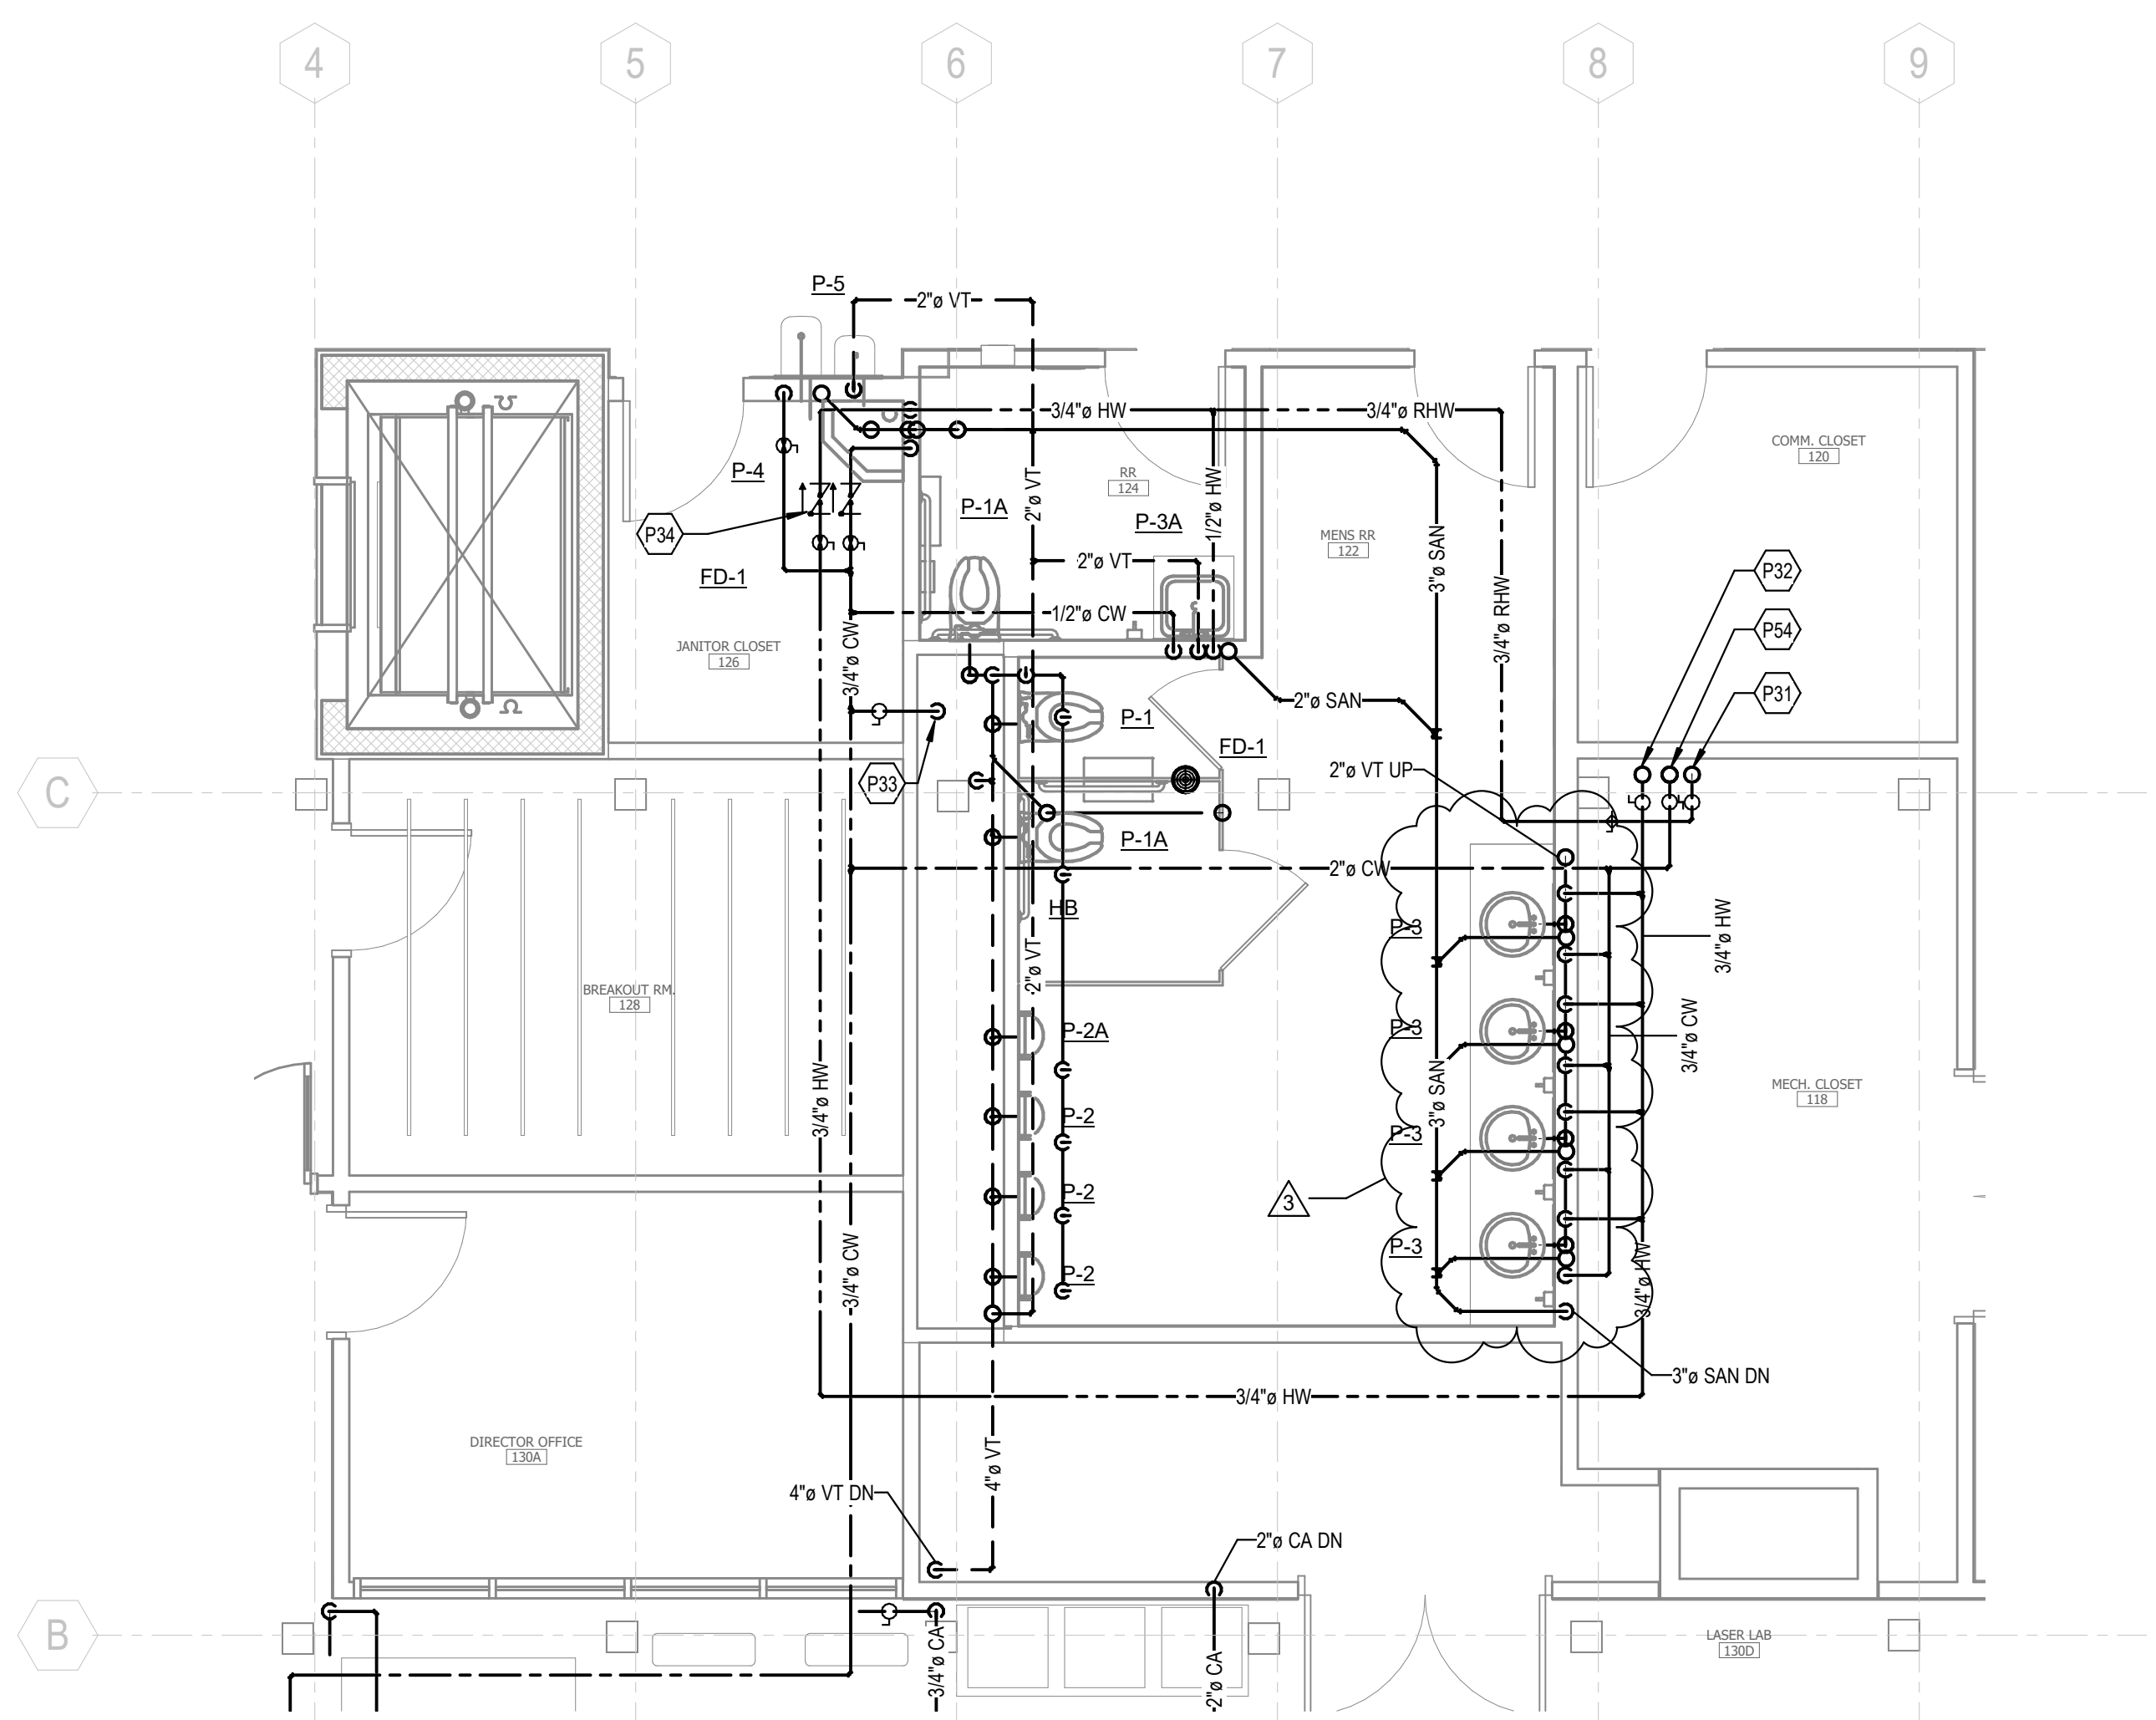 4 5 6 7 8 9
P-5
2"ø VT
3/4"ø HW
3/4"ø RHW
COMM. CLOSET
120
P-4
RR
124
2"ø VT
P-1A
1/2"ø HW
P-3A
P34
MENS RR
122
3"ø SAN
FD-1
2"ø VT
P32
1/2"ø CW
3/4"ø RHW
P54
JANITOR CLOSET
126
3/4"ø CW
P31
2"ø SAN
P-1
FD-1
2"ø VT UP
C
P33
P-1A
2"ø CW
HB
P-3
3/4"ø HW
2"ø VT
BREAKOUT RM.
128
P-2A
P-3
3/4"ø CW
3/4"ø HW
3"ø SAN
MECH. CLOSET
118
P-2
P-3
P-2
3
P-3
3/4"ø CW
P-2
3/4"ø HW
3"ø SAN DN
3/4"ø HW
DIRECTOR OFFICE
130A
4"ø VT
4"ø VT DN
2"ø CA DN
B
3/4"ø CA
2"ø CA
LASER LAB
130D